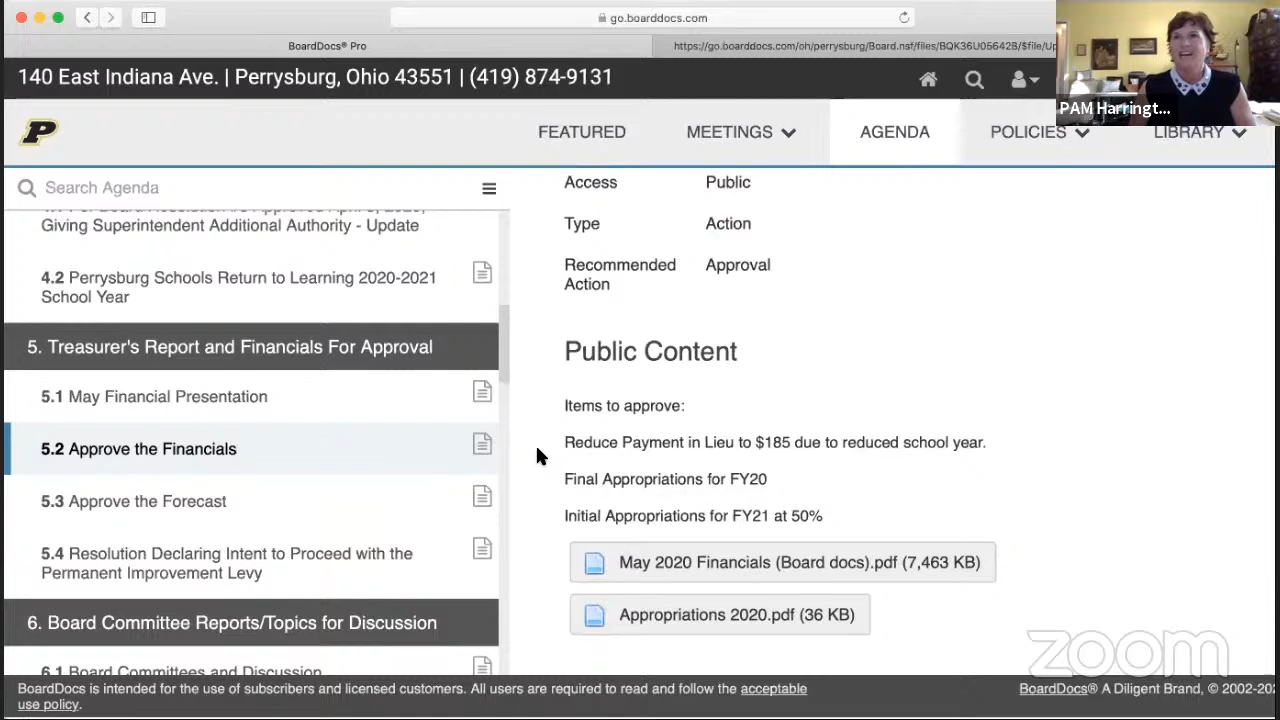 go.boarddocs.com
BoardDocs® Pro
https://go.boarddocs.com/oh/perrysburg/Board.nsf/files/BQK36U05642B/$file/Up
140 East Indiana Ave. | Perrysburg, Ohio 43551 | (419) 874-9131
PAM Harringt...
P
FEATURED
MEETINGS
AGENDA
POLICIES
LIBRARY
Search Agenda
Giving Superintendent Additional Authority - Update
4.2 Perrysburg Schools Return to Learning 2020-2021
School Year
5. Treasurer's Report and Financials For Approval
5.1 May Financial Presentation
5.2 Approve the Financials
5.3 Approve the Forecast
5.4 Resolution Declaring Intent to Proceed with the
Permanent Improvement Levy
6. Board Committee Reports/Topics for Discussion
6.1 Board Committees and Discussion
Access Public
Type Action
Recommended Approval
Action
Public Content
Items to approve:
Reduce Payment in Lieu to $185 due to reduced school year.
Final Appropriations for FY20
Initial Appropriations for FY21 at 50%
May 2020 Financials (Board docs).pdf (7,463 KB)
Appropriations 2020.pdf (36 KB)
zoom
BoardDocs is intended for the use of subscribers and licensed customers. All users are required to read and follow the acceptable
use policy.
BoardDocs® A Diligent Brand, © 2002-20